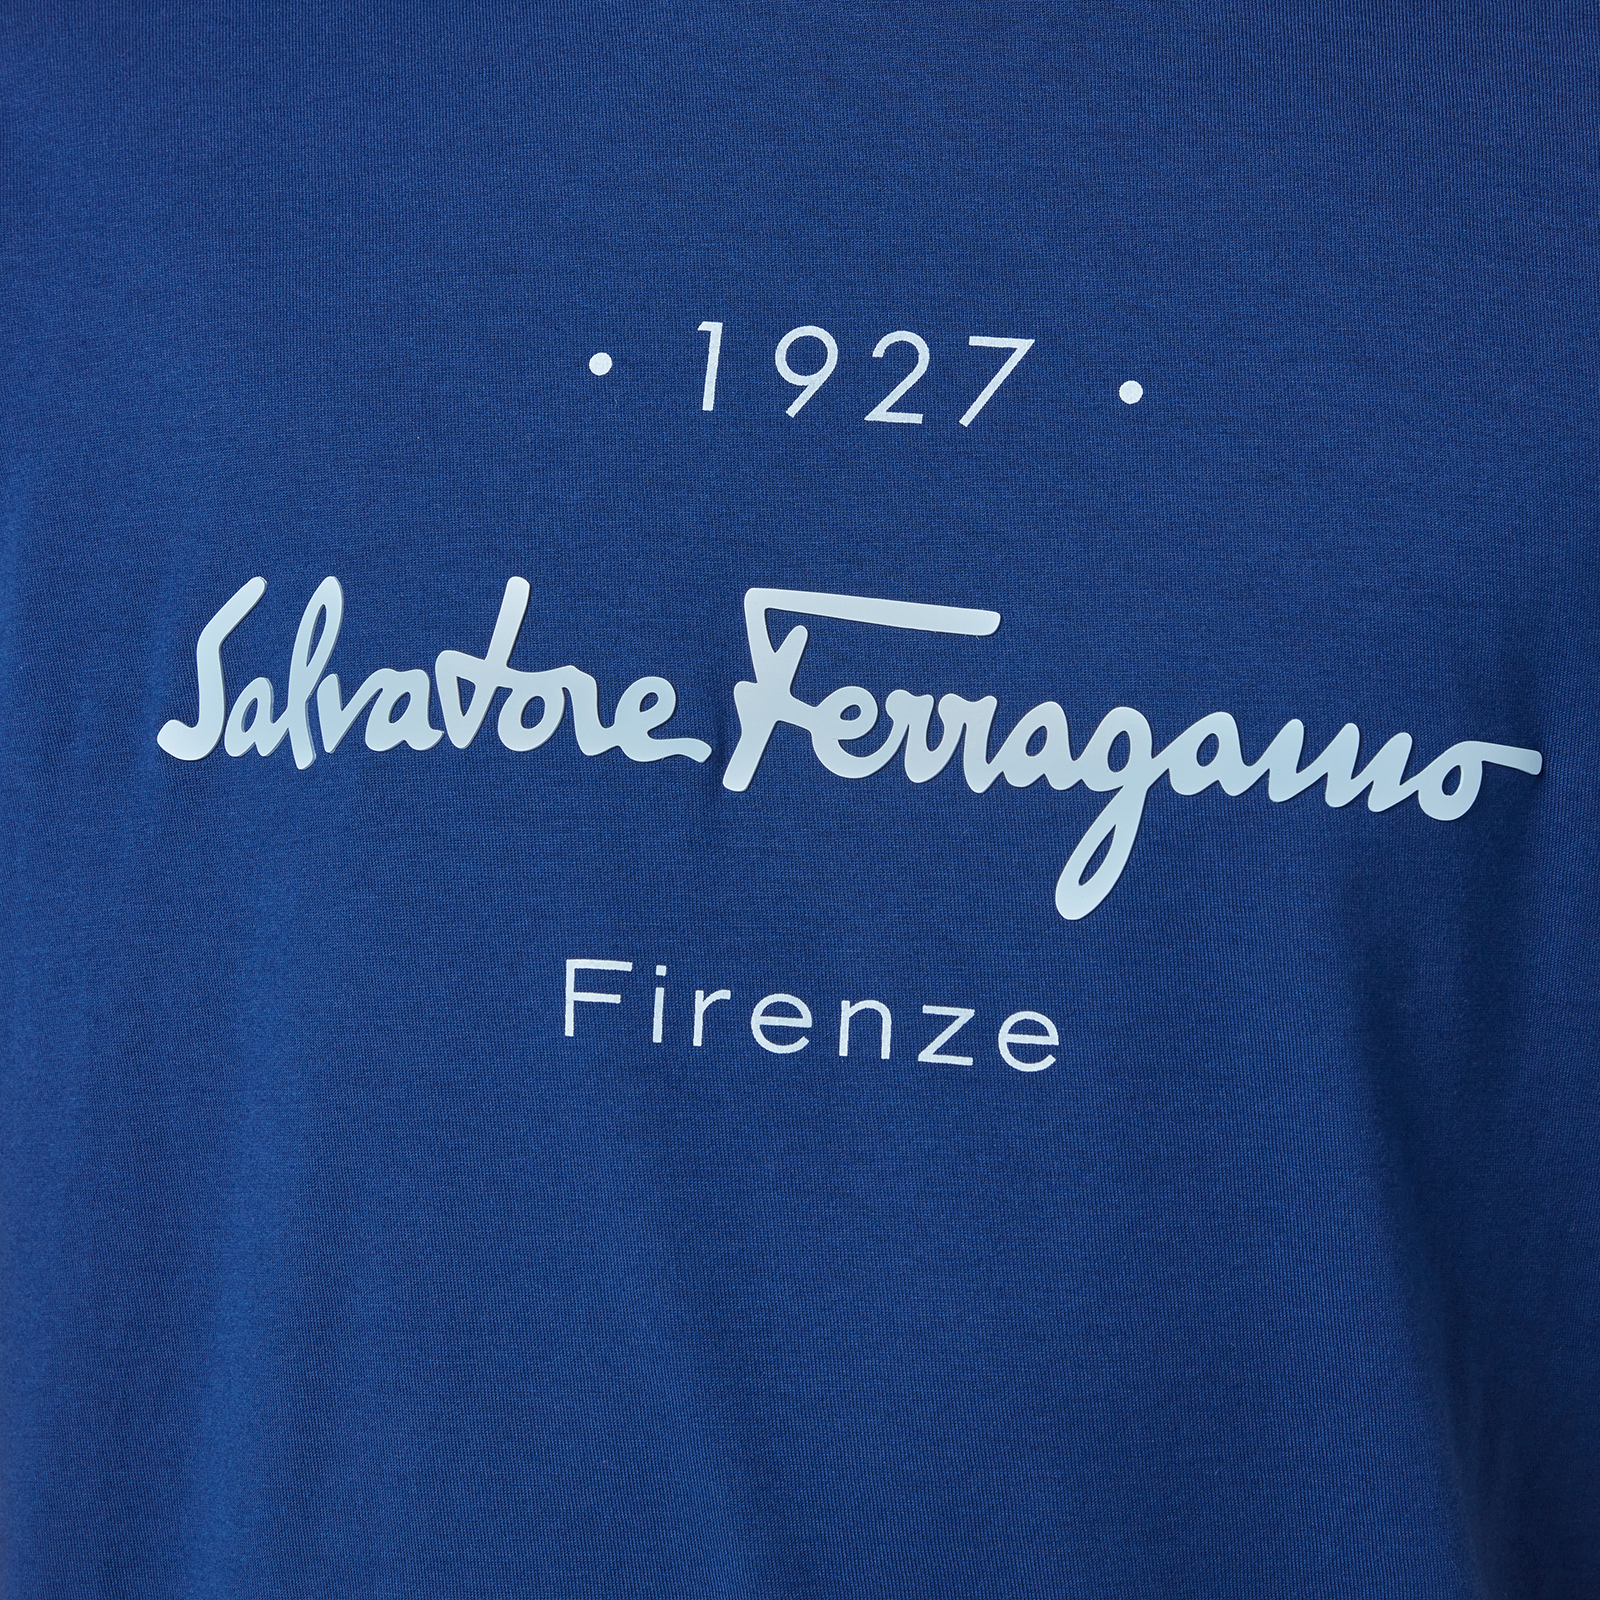 · 1927 ·
Salvatore Ferragamo
Firenze